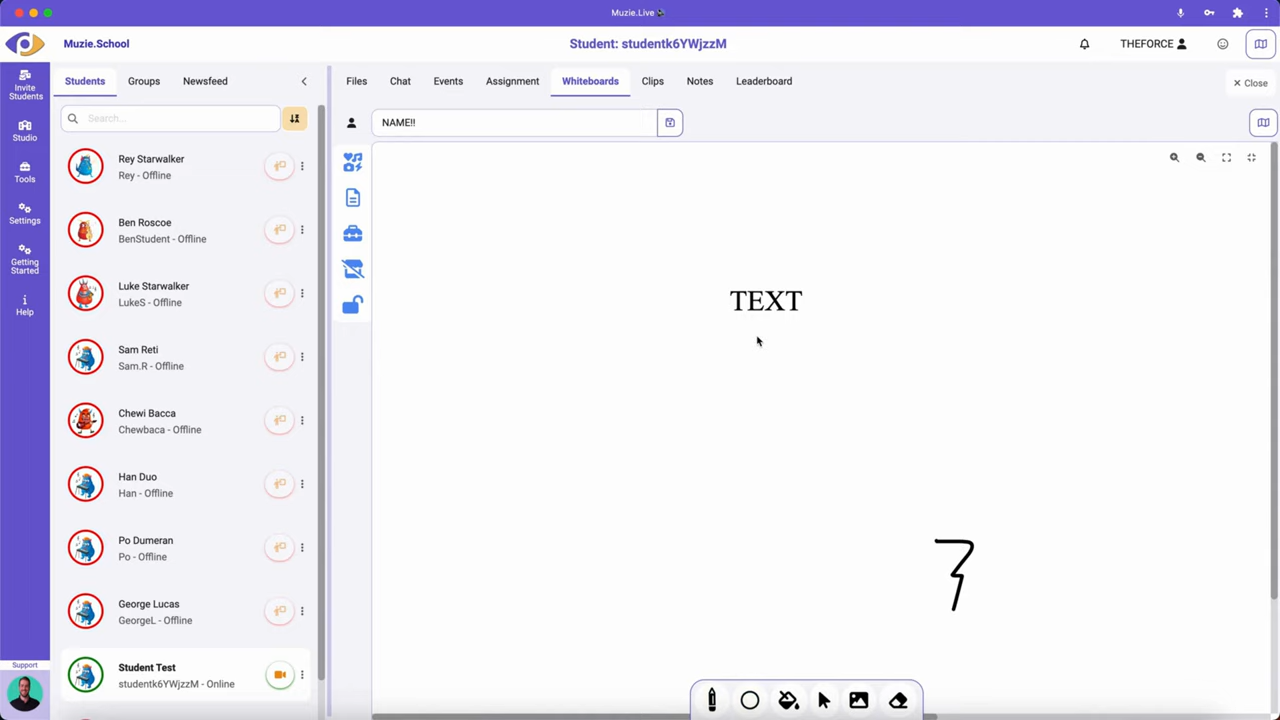 Muzie.Live
Muzie.School
Student: studentk6YWjzzM
THEFORCE
Invite
Students
Studio
Tools
Settings
Getting
Started
Help
Support
Students
Groups
Newsfeed
Search...
Rey Starwalker
Rey - Offline
Ben Roscoe
BenStudent - Offline
Luke Starwalker
LukeS - Offline
Sam Reti
Sam.R - Offline
Chewi Bacca
Chewbaca - Offline
Han Duo
Han - Offline
Po Dumeran
Po - Offline
George Lucas
GeorgeL - Offline
Student Test
studentk6YWjzzM - Online
Files
Chat
Events
Assignment
Whiteboards
Clips
Notes
Leaderboard
× Close
NAME!!
TEXT